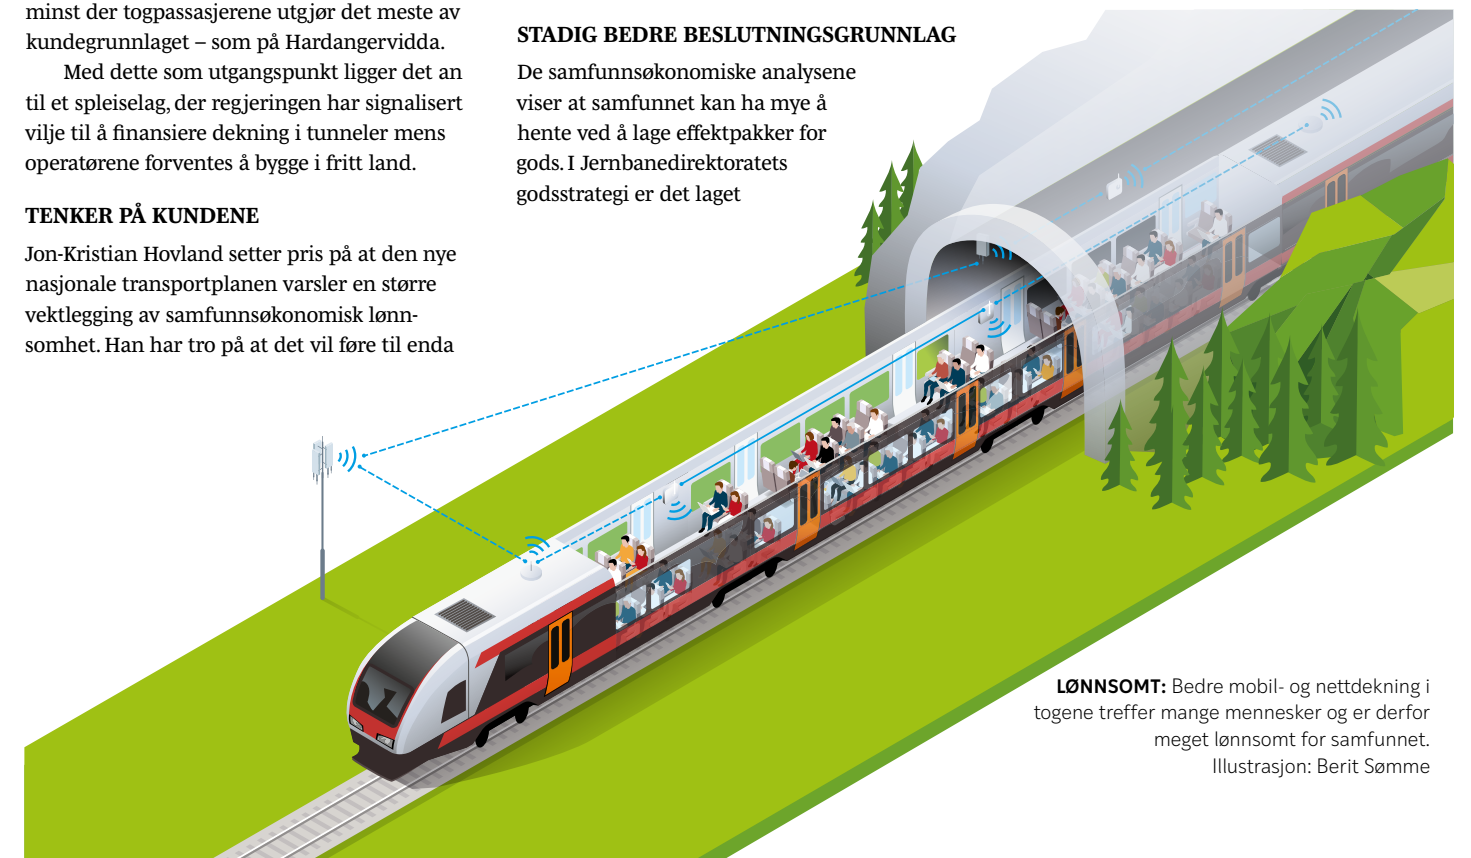 minst der togpassasjerene utgjør det meste av
kundegrunnlaget – som på Hardangervidda.
Med dette som utgangspunkt ligger det an
til et spleiselag, der regjeringen har signalisert
vilje til å finansiere dekning i tunneler mens
operatørene forventes å bygge i fritt land.
TENKER PÅ KUNDENE
Jon-Kristian Hovland setter pris på at den nye
nasjonale transportplanen varsler en større
vektlegging av samfunnsøkonomisk lønn-
somhet. Han har tro på at det vil føre til enda
STADIG BEDRE BESLUTNINGSGRUNNLAG
De samfunnsøkonomiske analysene
viser at samfunnet kan ha mye å
hente ved å lage effektpakker for
gods. I Jernbanedirektoratets
godsstrategi er det laget
LØNNSOMT: Bedre mobil- og nettdekning i
togene treffer mange mennesker og er derfor
meget lønnsomt for samfunnet.
Illustrasjon: Berit Sømme